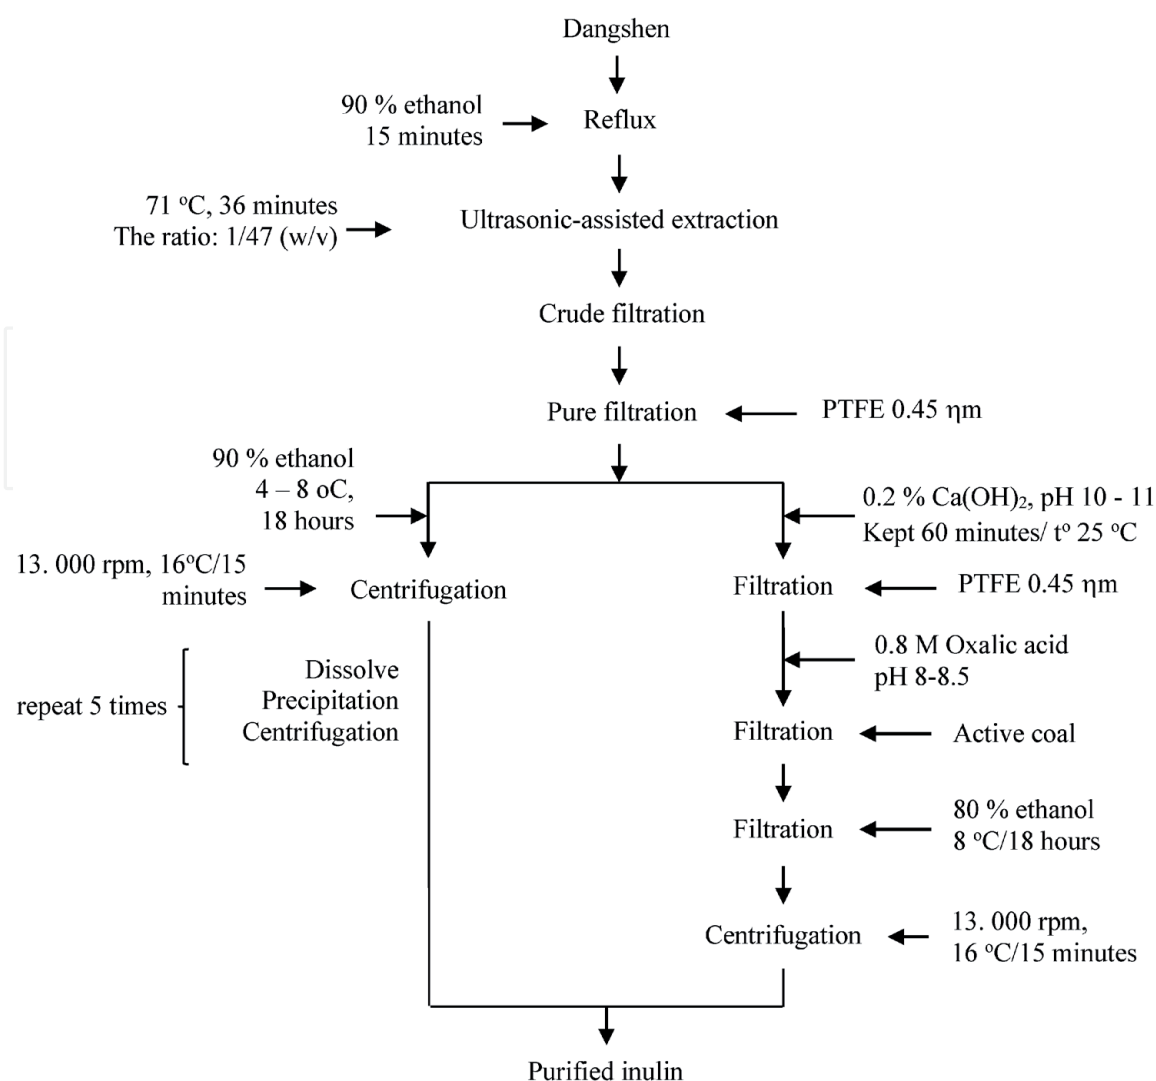 Dangshen
90 % ethanol
15 minutes
Reflux
71 ºC, 36 minutes
The ratio: 1/47 (w/v)
Ultrasonic-assisted extraction
Crude filtration
Pure filtration
PTFE 0.45 ηm
90 % ethanol
4 – 8 oC,
18 hours
0.2 % Ca(OH)₂, pH 10 - 11
Kept 60 minutes/ tº 25 ºC
13. 000 rpm, 16ºC/15
minutes
Centrifugation
Filtration
PTFE 0.45 ηm
0.8 M Oxalic acid
pH 8-8.5
repeat 5 times
Dissolve
Precipitation
Centrifugation
Filtration
Active coal
Filtration
80 % ethanol
8 ºC/18 hours
Centrifugation
13. 000 rpm,
16 ºC/15 minutes
Purified inulin